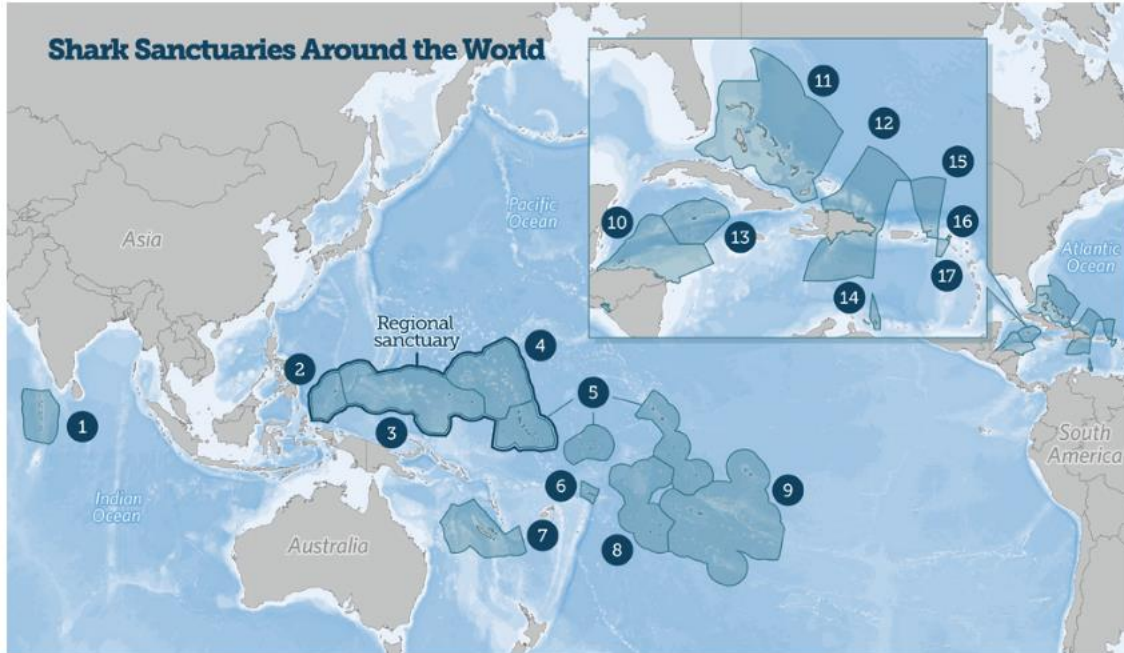 Shark Sanctuaries Around the World
11
12
15
Pacific
Ocean
10
16
Asia
13
Atlantic
Ocean
17
14
Regional
sanctuary
4
2
5
1
3
South
America
6
9
Indian
Ocean
7
Australia
8